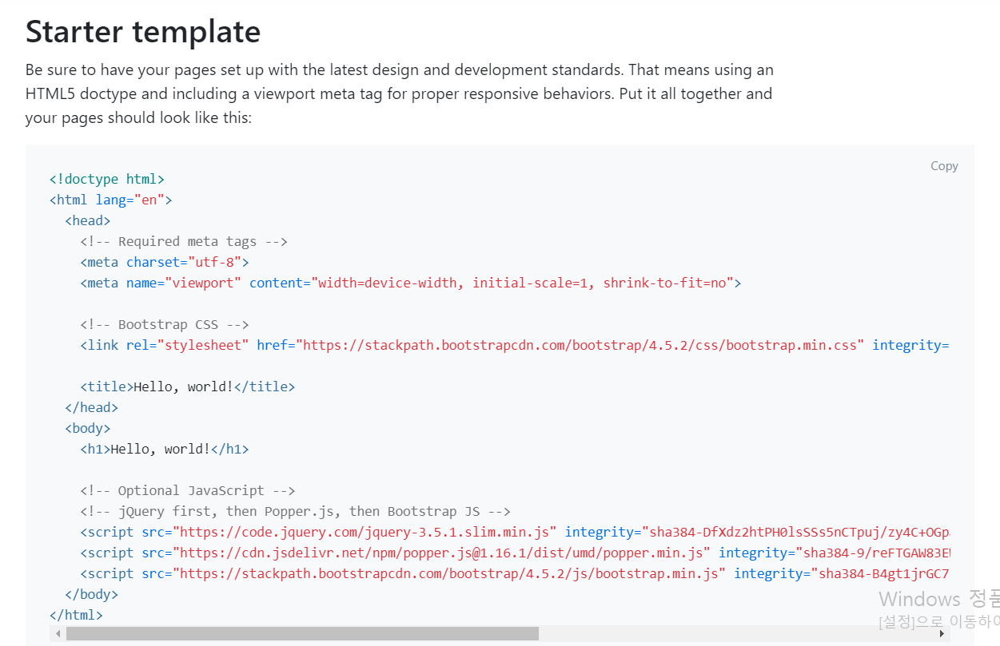 Starter template
Be sure to have your pages set up with the latest design and development standards. That means using an
HTML5 doctype and including a viewport meta tag for proper responsive behaviors. Put it all together and
your pages should look like this:
Copy
<!doctype html>
<html lang="en">
  <head>
    <!-- Required meta tags -->
    <meta charset="utf-8">
    <meta name="viewport" content="width=device-width, initial-scale=1, shrink-to-fit=no">

    <!-- Bootstrap CSS -->
    <link rel="stylesheet" href="https://stackpath.bootstrapcdn.com/bootstrap/4.5.2/css/bootstrap.min.css" integrity=

    <title>Hello, world!</title>
  </head>
  <body>
    <h1>Hello, world!</h1>

    <!-- Optional JavaScript -->
    <!-- jQuery first, then Popper.js, then Bootstrap JS -->
    <script src="https://code.jquery.com/jquery-3.5.1.slim.min.js" integrity="sha384-DfXdz2htPH0lsSSs5nCTpuj/zy4C+OGp
    <script src="https://cdn.jsdelivr.net/npm/popper.js@1.16.1/dist/umd/popper.min.js" integrity="sha384-9/reFTGAW83E
    <script src="https://stackpath.bootstrapcdn.com/bootstrap/4.5.2/js/bootstrap.min.js" integrity="sha384-B4gt1jrGC7
  </body>
</html>
Windows 정품
[설정]으로 이동하여